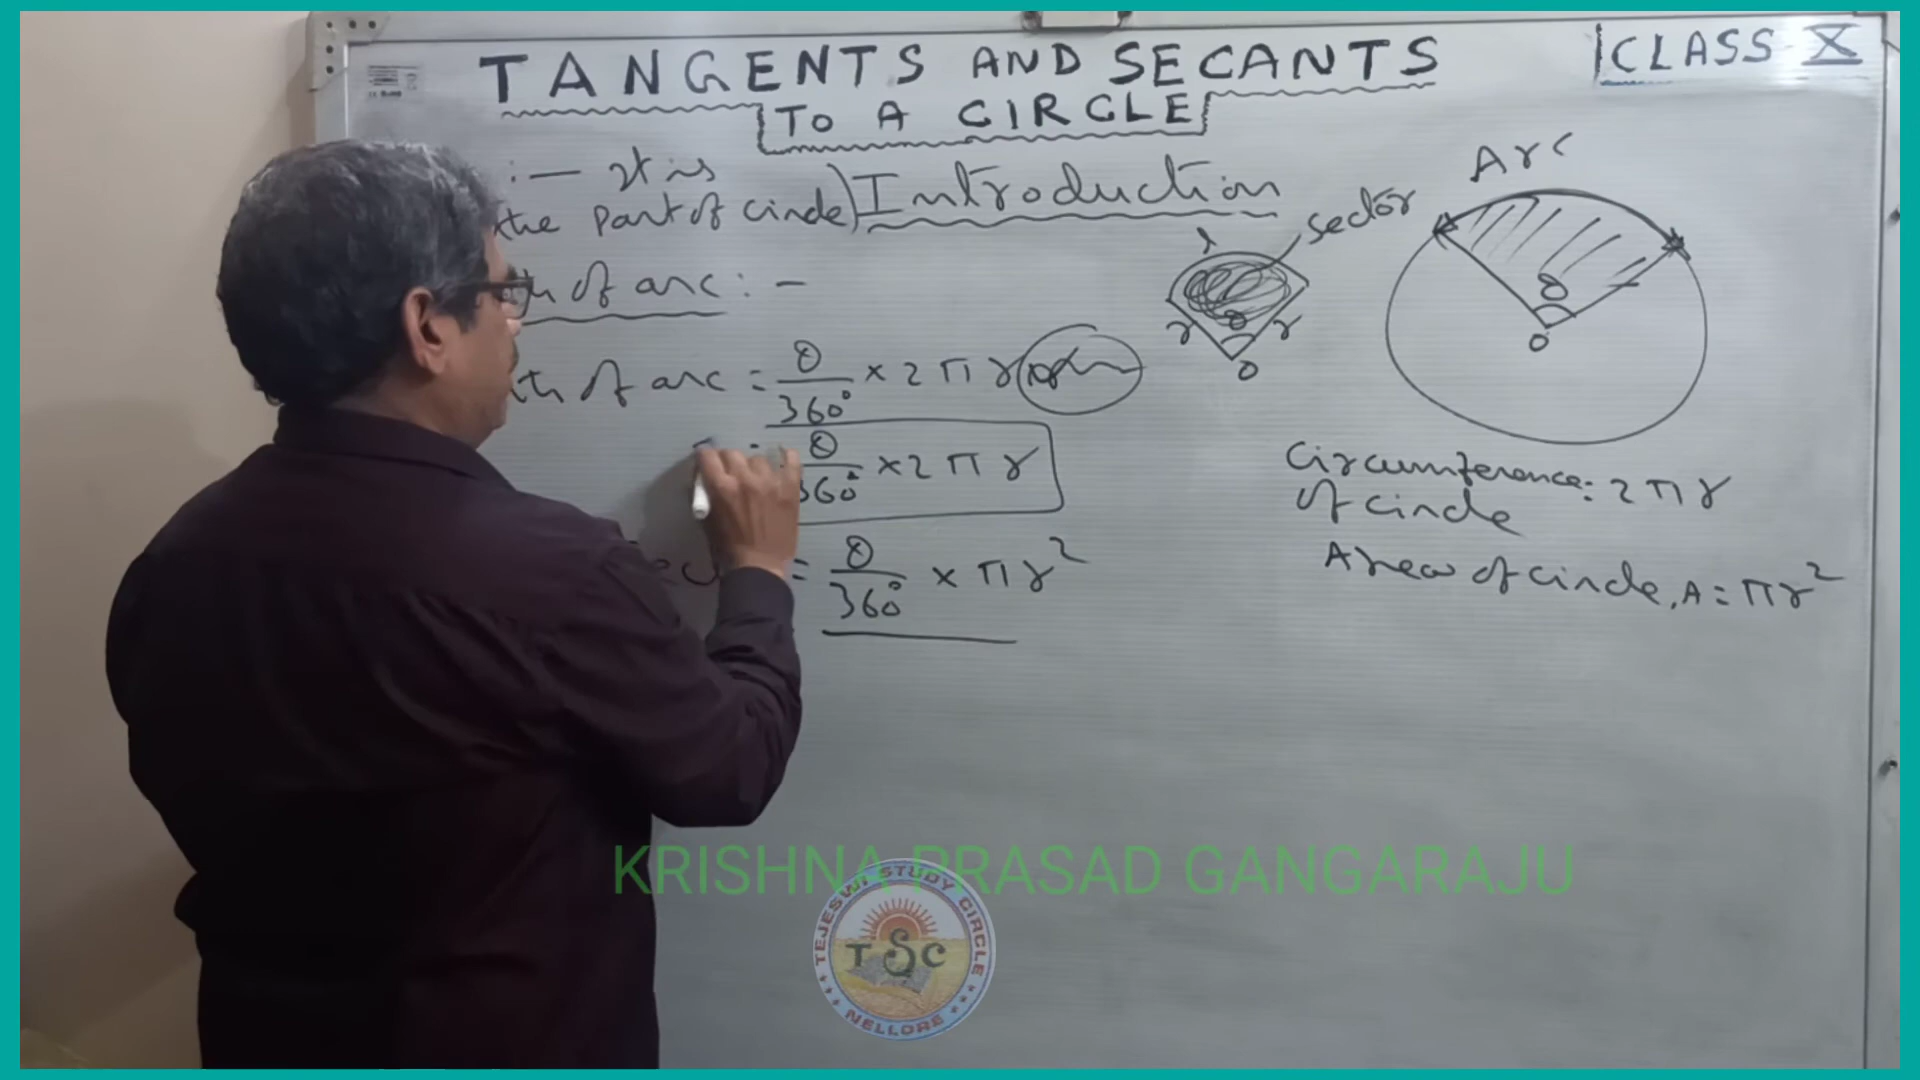 TANGENTS AND SECANTS
TO A CIRCLE
CLASS X
:- It is
the part of circle)
Introduction
of arc :-
of arc = θ/360° × 2πr
θ/360° × 2πr
= θ/360° × πr²
l
sector
r θ r
O
Arc
θ
O
Circumference = 2πr
of circle
Area of circle, A = πr²
KRISHNA PRASAD GANGARAJU
TEJESWI STUDY CIRCLE
TSC
NELLORE